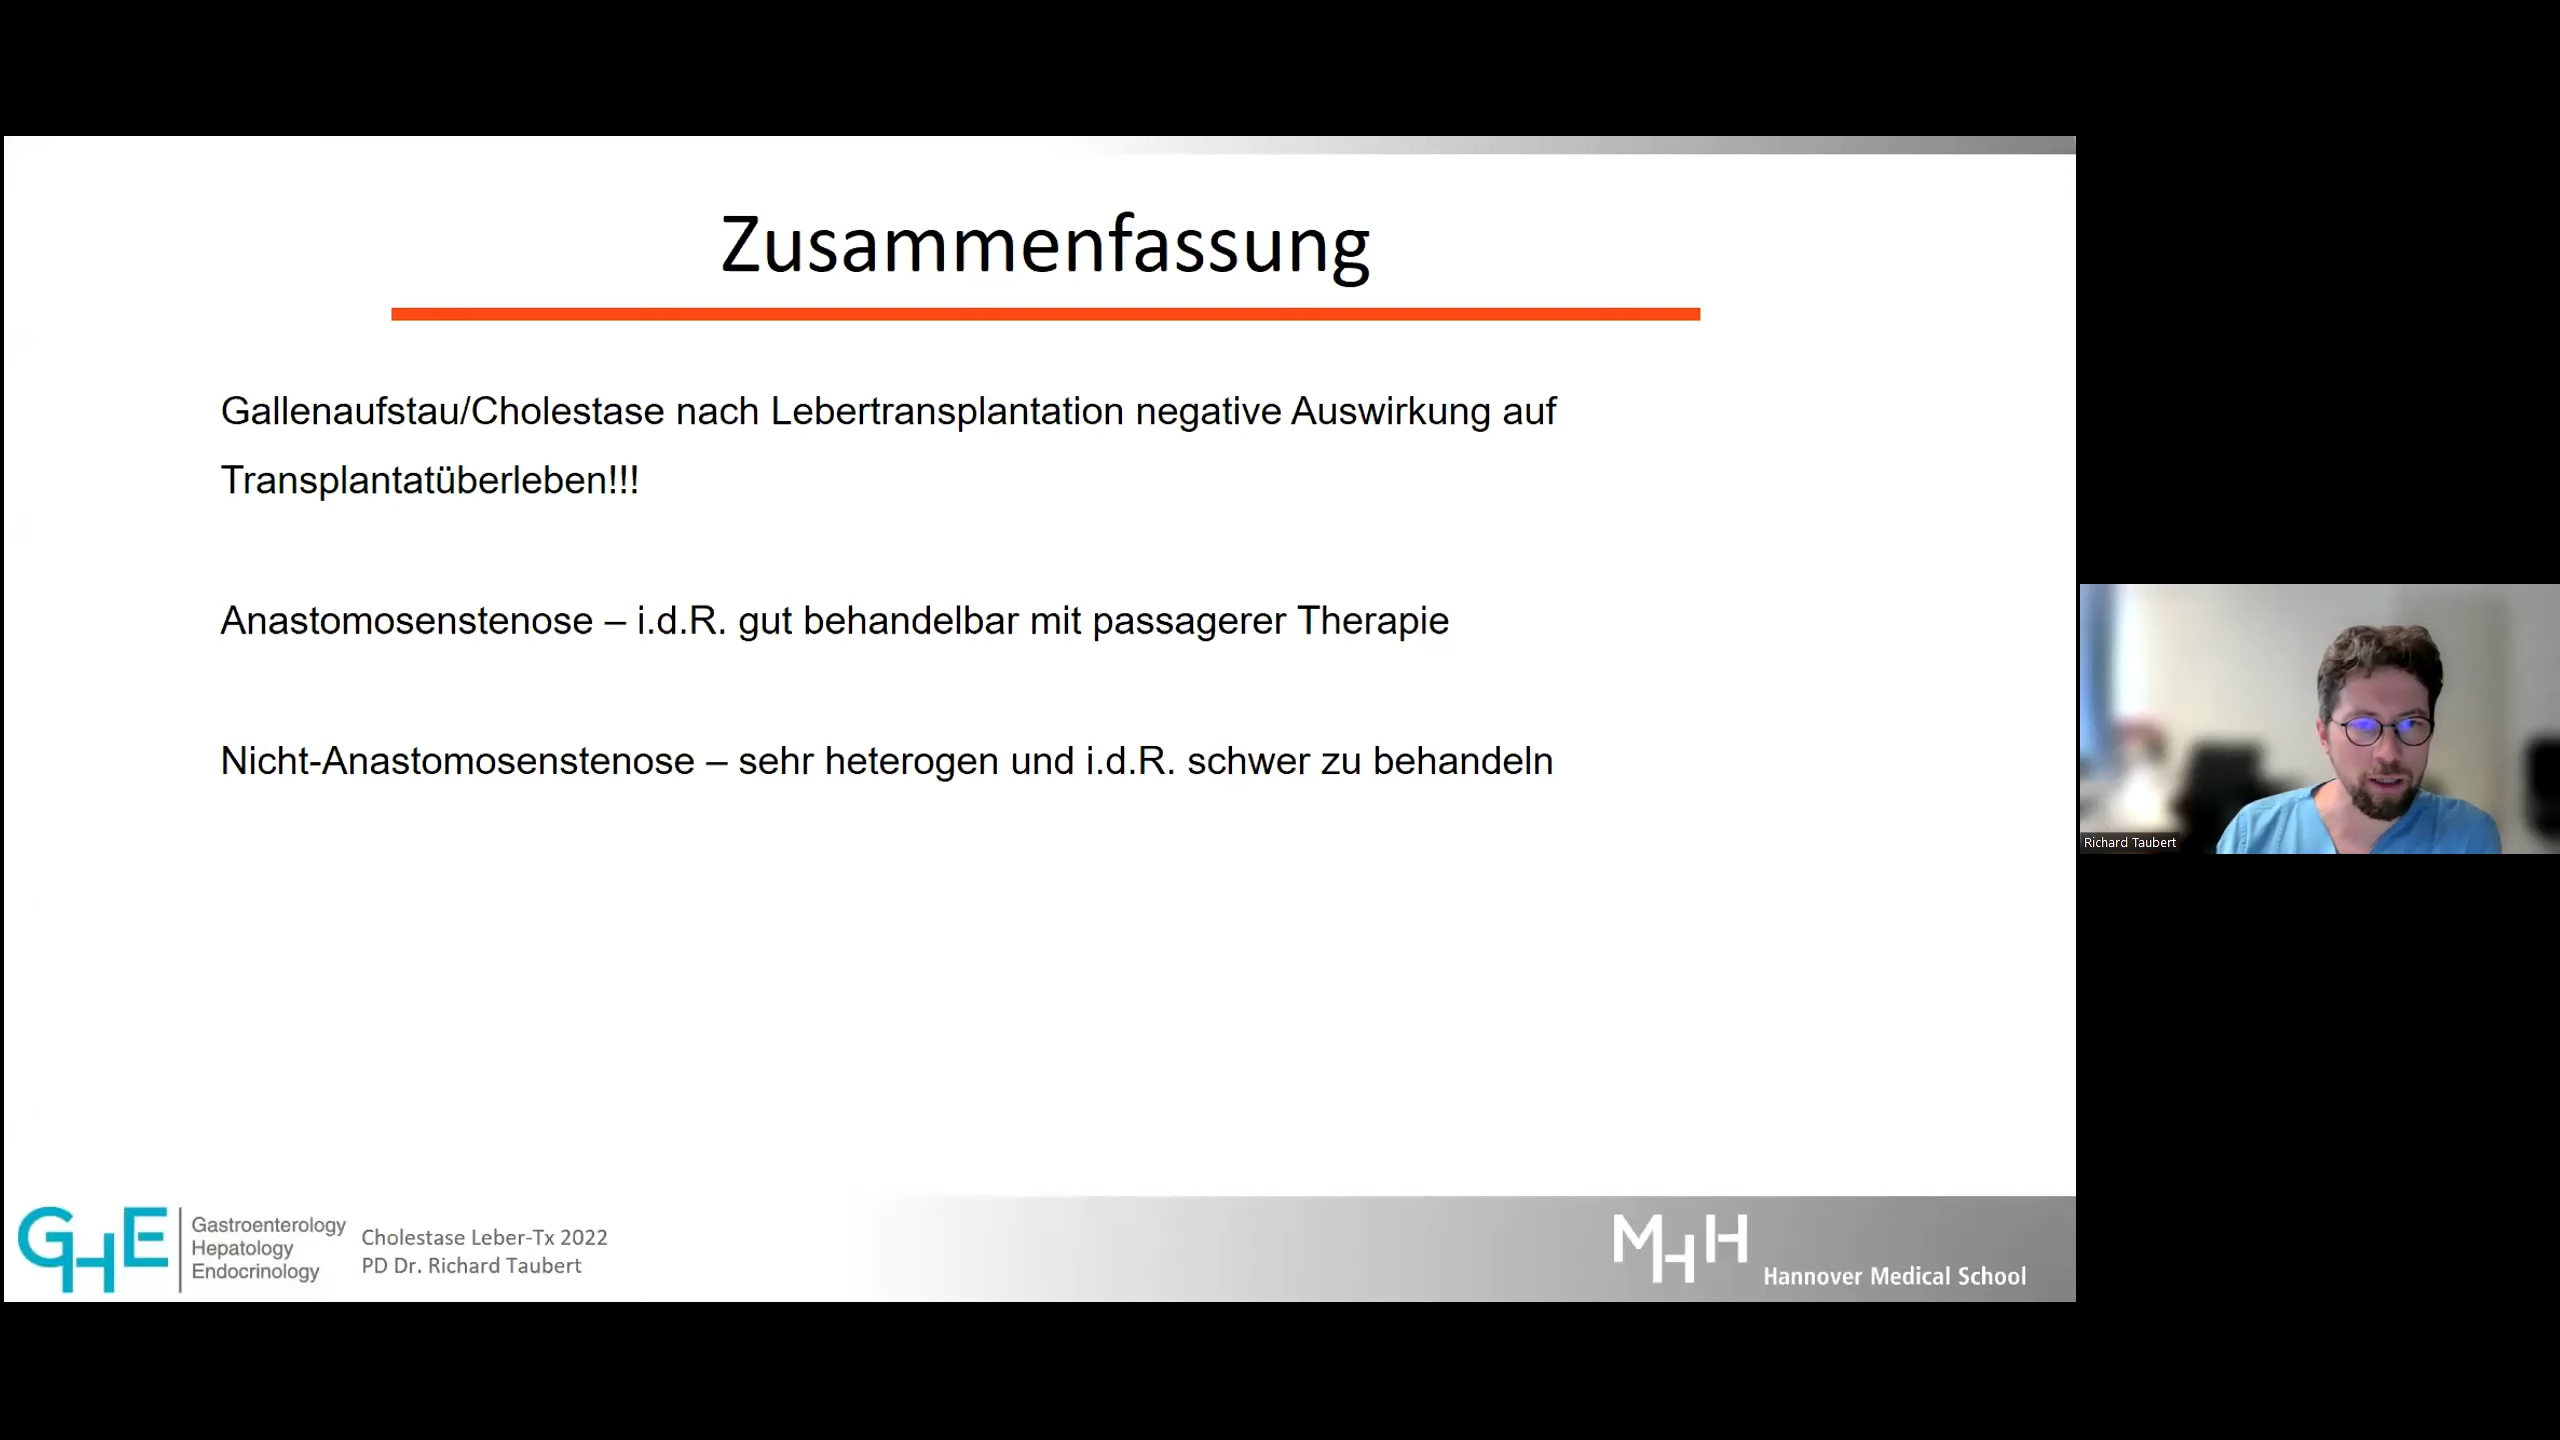 Zusammenfassung
Gallenaufstau/Cholestase nach Lebertransplantation negative Auswirkung auf
Transplantatüberleben!!!
Anastomosenstenose – i.d.R. gut behandelbar mit passagerer Therapie
Nicht-Anastomosenstenose – sehr heterogen und i.d.R. schwer zu behandeln
Richard Taubert
GHE
Gastroenterology
Hepatology
Endocrinology
Cholestase Leber-Tx 2022
PD Dr. Richard Taubert
MHH
Hannover Medical School